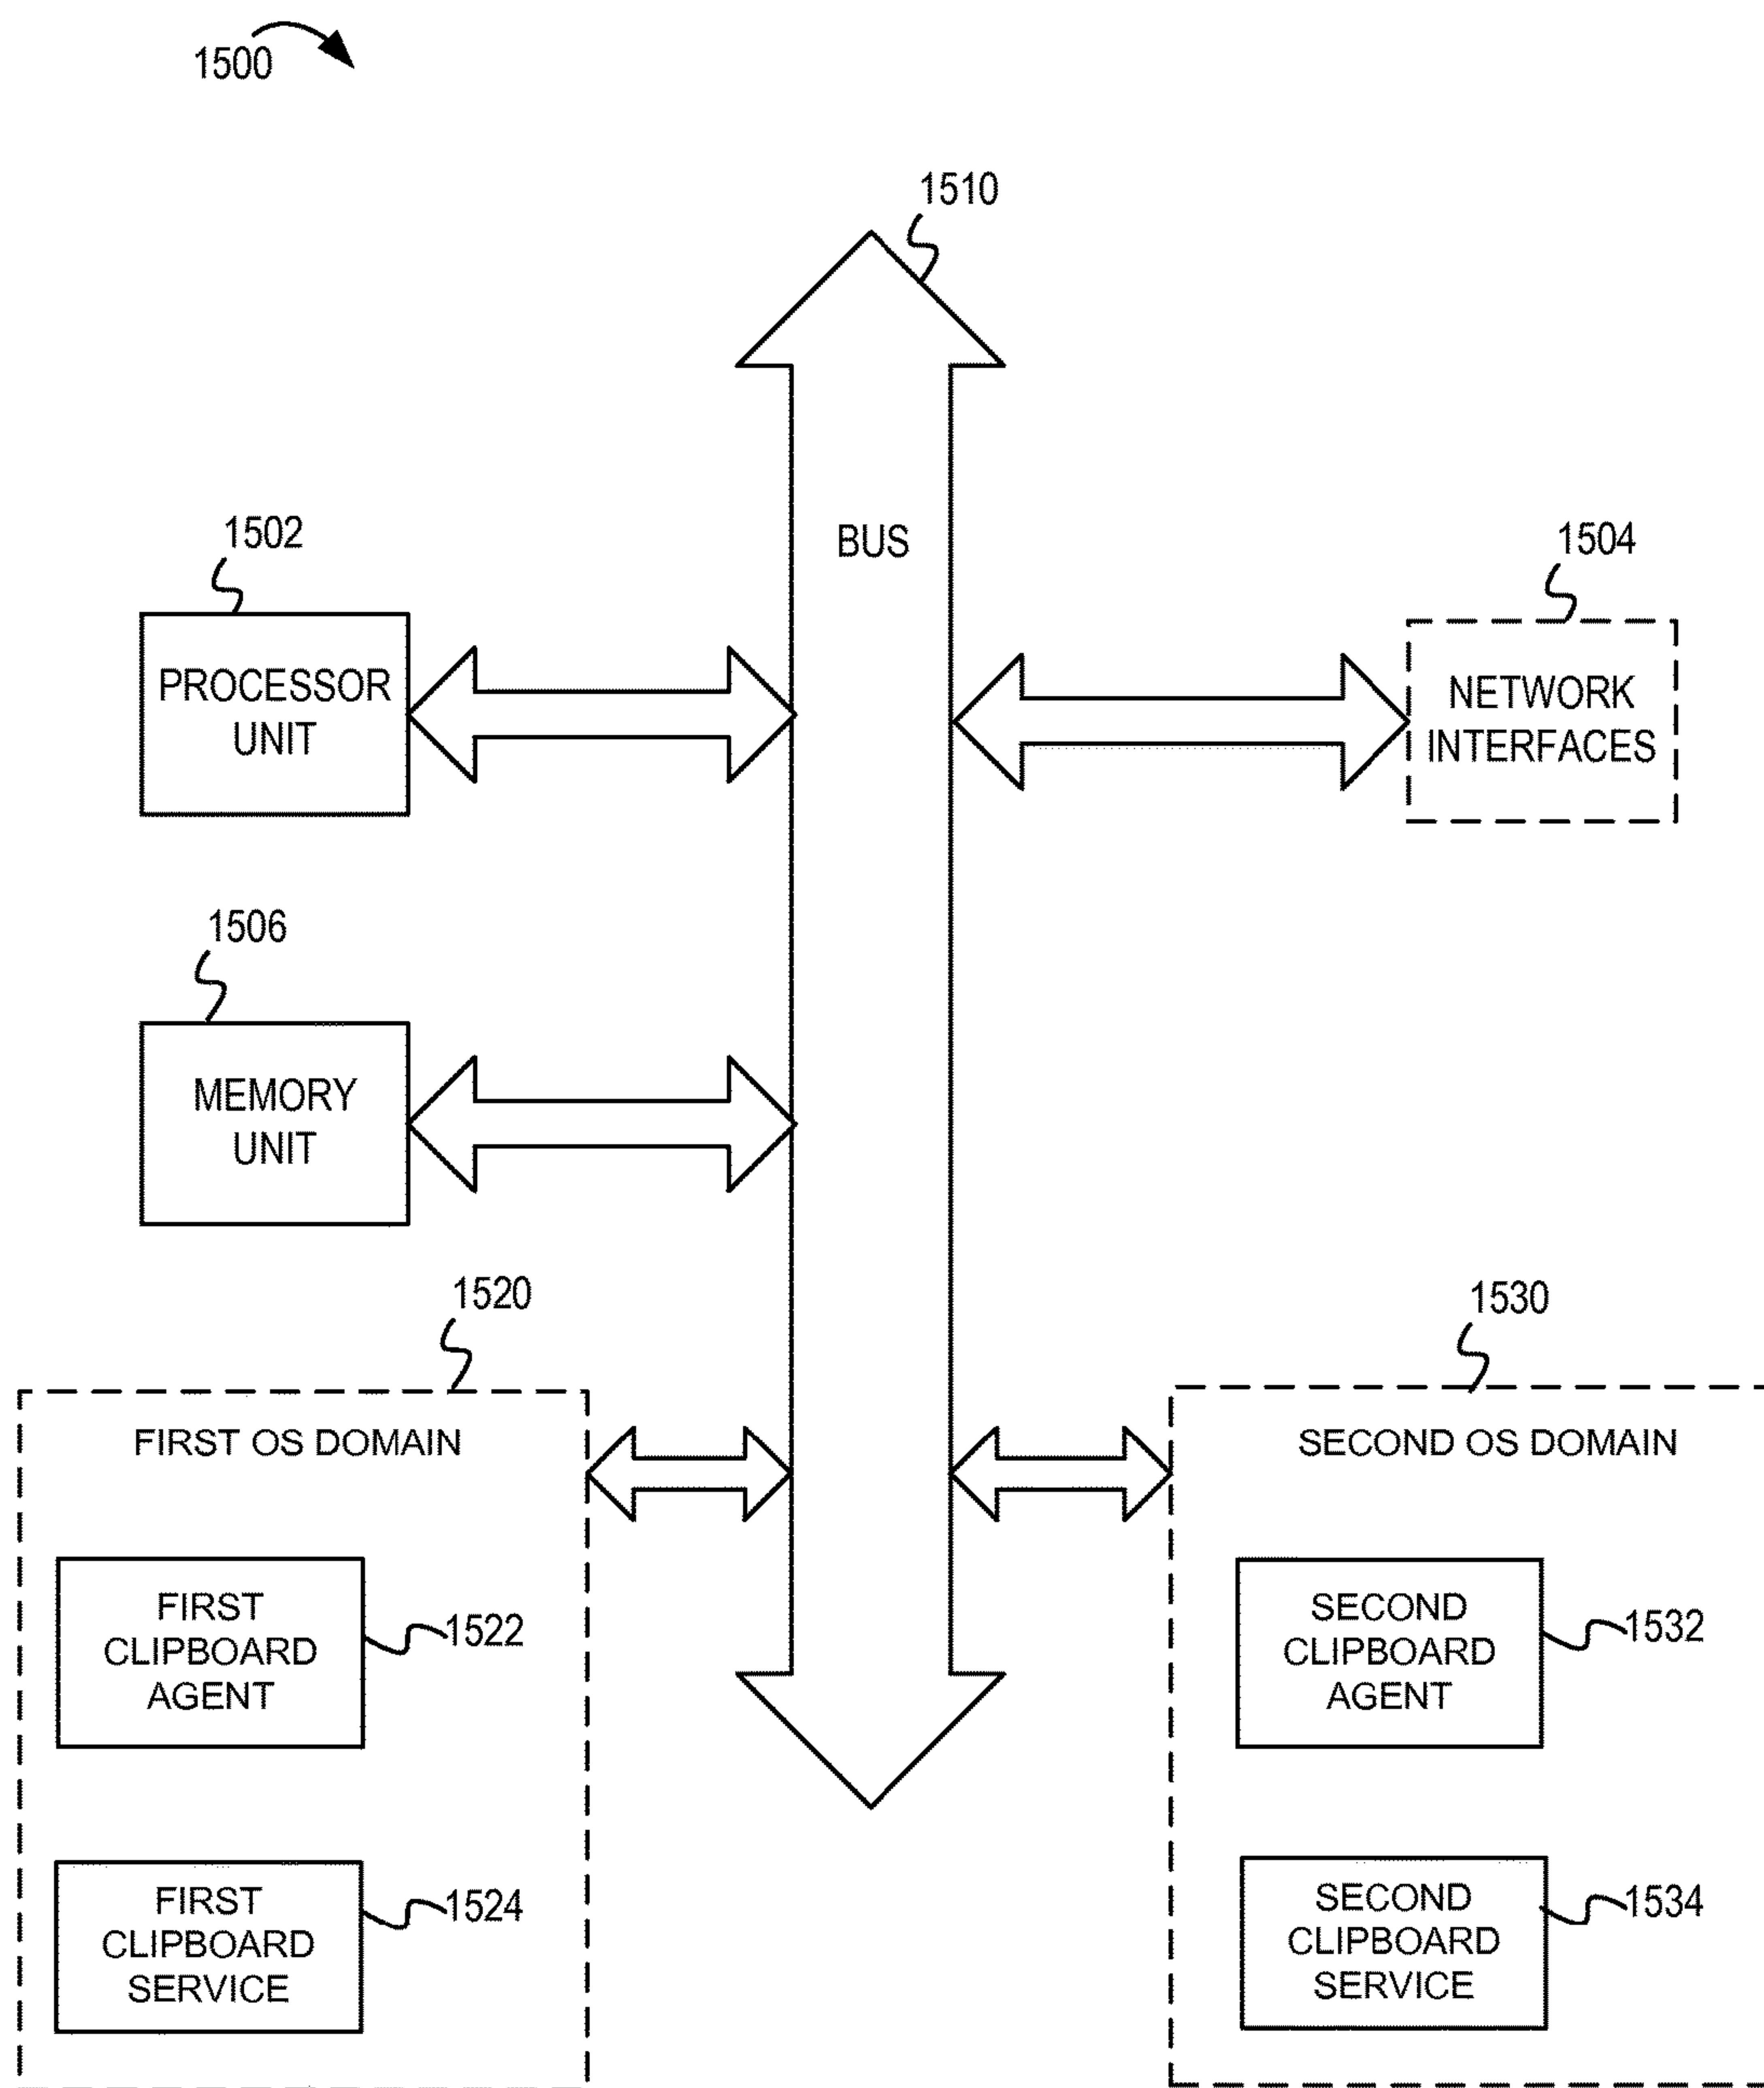 1500
1510
BUS
1502
PROCESSOR
UNIT
1504
NETWORK
INTERFACES
1506
MEMORY
UNIT
1520
FIRST OS DOMAIN
FIRST
CLIPBOARD
AGENT
1522
FIRST
CLIPBOARD
SERVICE
1524
1530
SECOND OS DOMAIN
SECOND
CLIPBOARD
AGENT
1532
SECOND
CLIPBOARD
SERVICE
1534